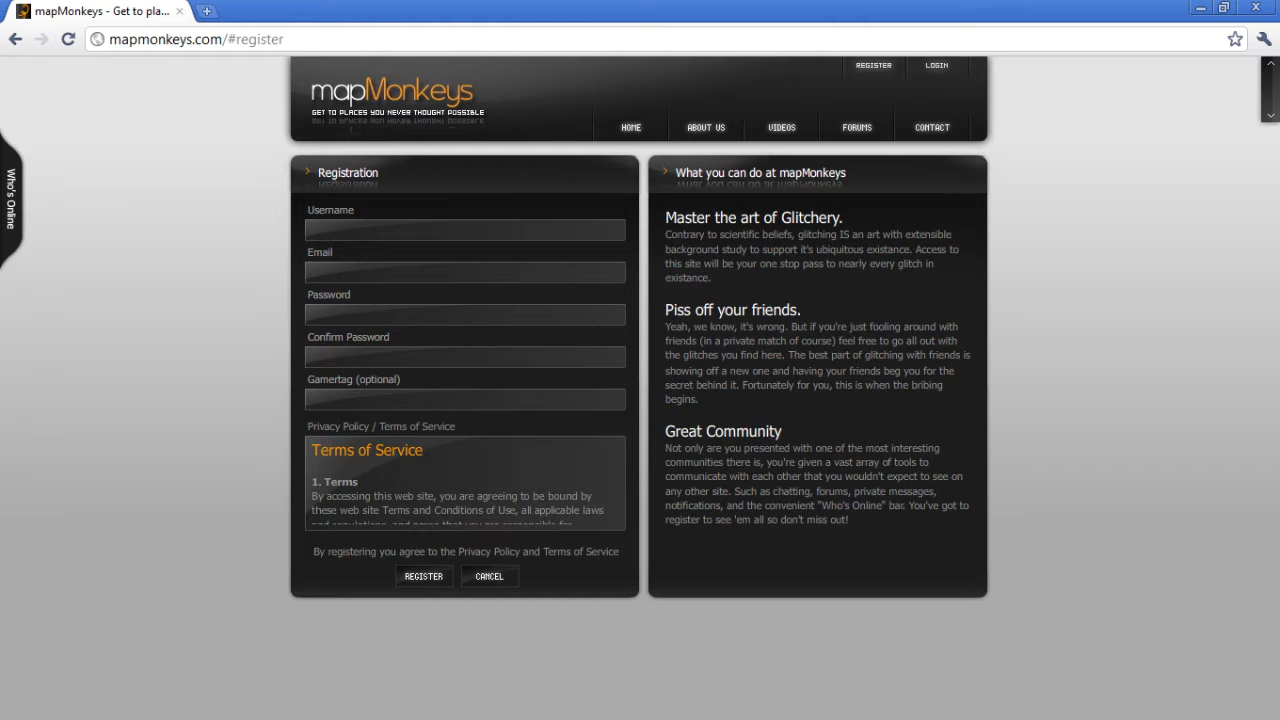 mapMonkeys - Get to pla...
mapmonkeys.com/#register
REGISTER
LOGIN
mapMonkeys
GET TO PLACES YOU NEVER THOUGHT POSSIBLE
HOME
ABOUT US
VIDEOS
FORUMS
CONTACT
Who's Online
Registration
Username
Email
Password
Confirm Password
Gamertag (optional)
Privacy Policy / Terms of Service
Terms of Service
1. Terms
By accessing this web site, you are agreeing to be bound by
these web site Terms and Conditions of Use, all applicable laws
and regulations, and agree that you are responsible for
By registering you agree to the Privacy Policy and Terms of Service
REGISTER
CANCEL
What you can do at mapMonkeys
Master the art of Glitchery.
Contrary to scientific beliefs, glitching IS an art with extensible
background study to support it's ubiquitous existance. Access to
this site will be your one stop pass to nearly every glitch in
existance.
Piss off your friends.
Yeah, we know, it's wrong. But if you're just fooling around with
friends (in a private match of course) feel free to go all out with
the glitches you find here. The best part of glitching with friends is
showing off a new one and having your friends beg you for the
secret behind it. Fortunately for you, this is when the bribing
begins.
Great Community
Not only are you presented with one of the most interesting
communities there is, you're given a vast array of tools to
communicate with each other that you wouldn't expect to see on
any other site. Such as chatting, forums, private messages,
notifications, and the convenient "Who's Online" bar. You've got to
register to see 'em all so don't miss out!